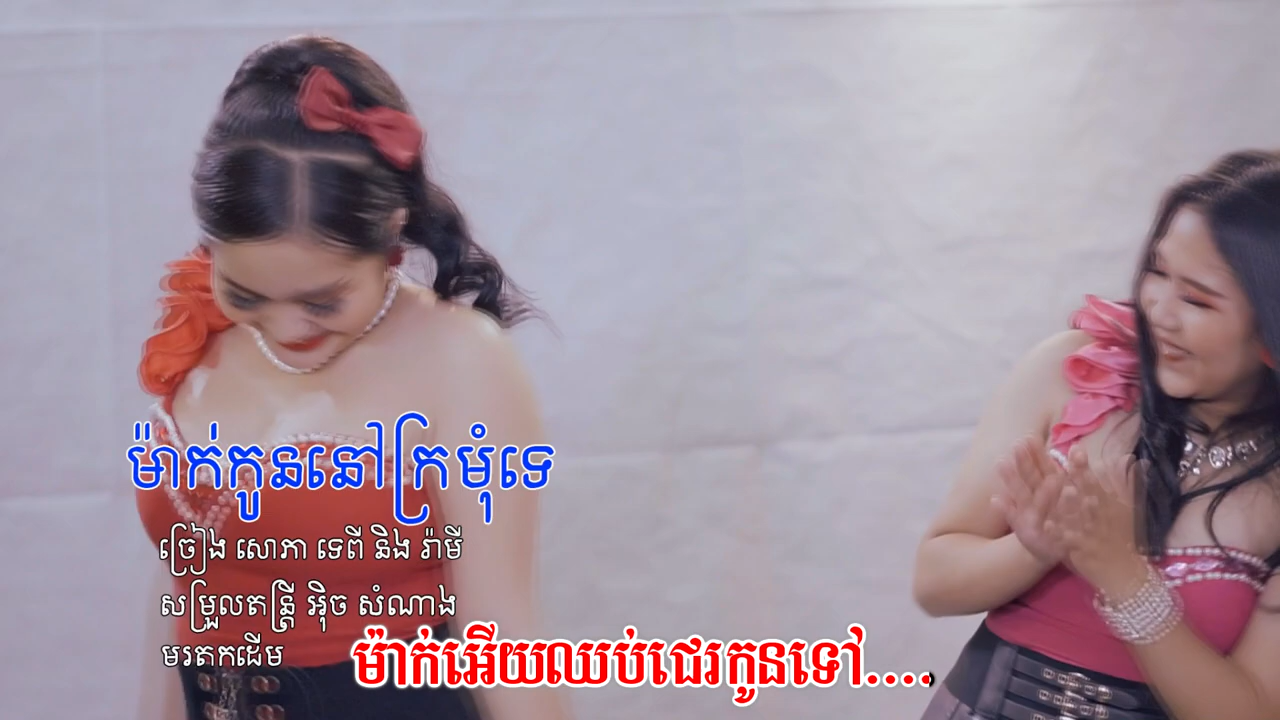 ម៉ាក់កូននៅក្រមុំទេ
ច្រៀង សោភា ទេពី និង រ៉ាមី
សម្រួលតន្ត្រី អ៊ិច សំណាង
មរតកដើម
ម៉ាក់អើយឈប់ជេរកូនទៅ....